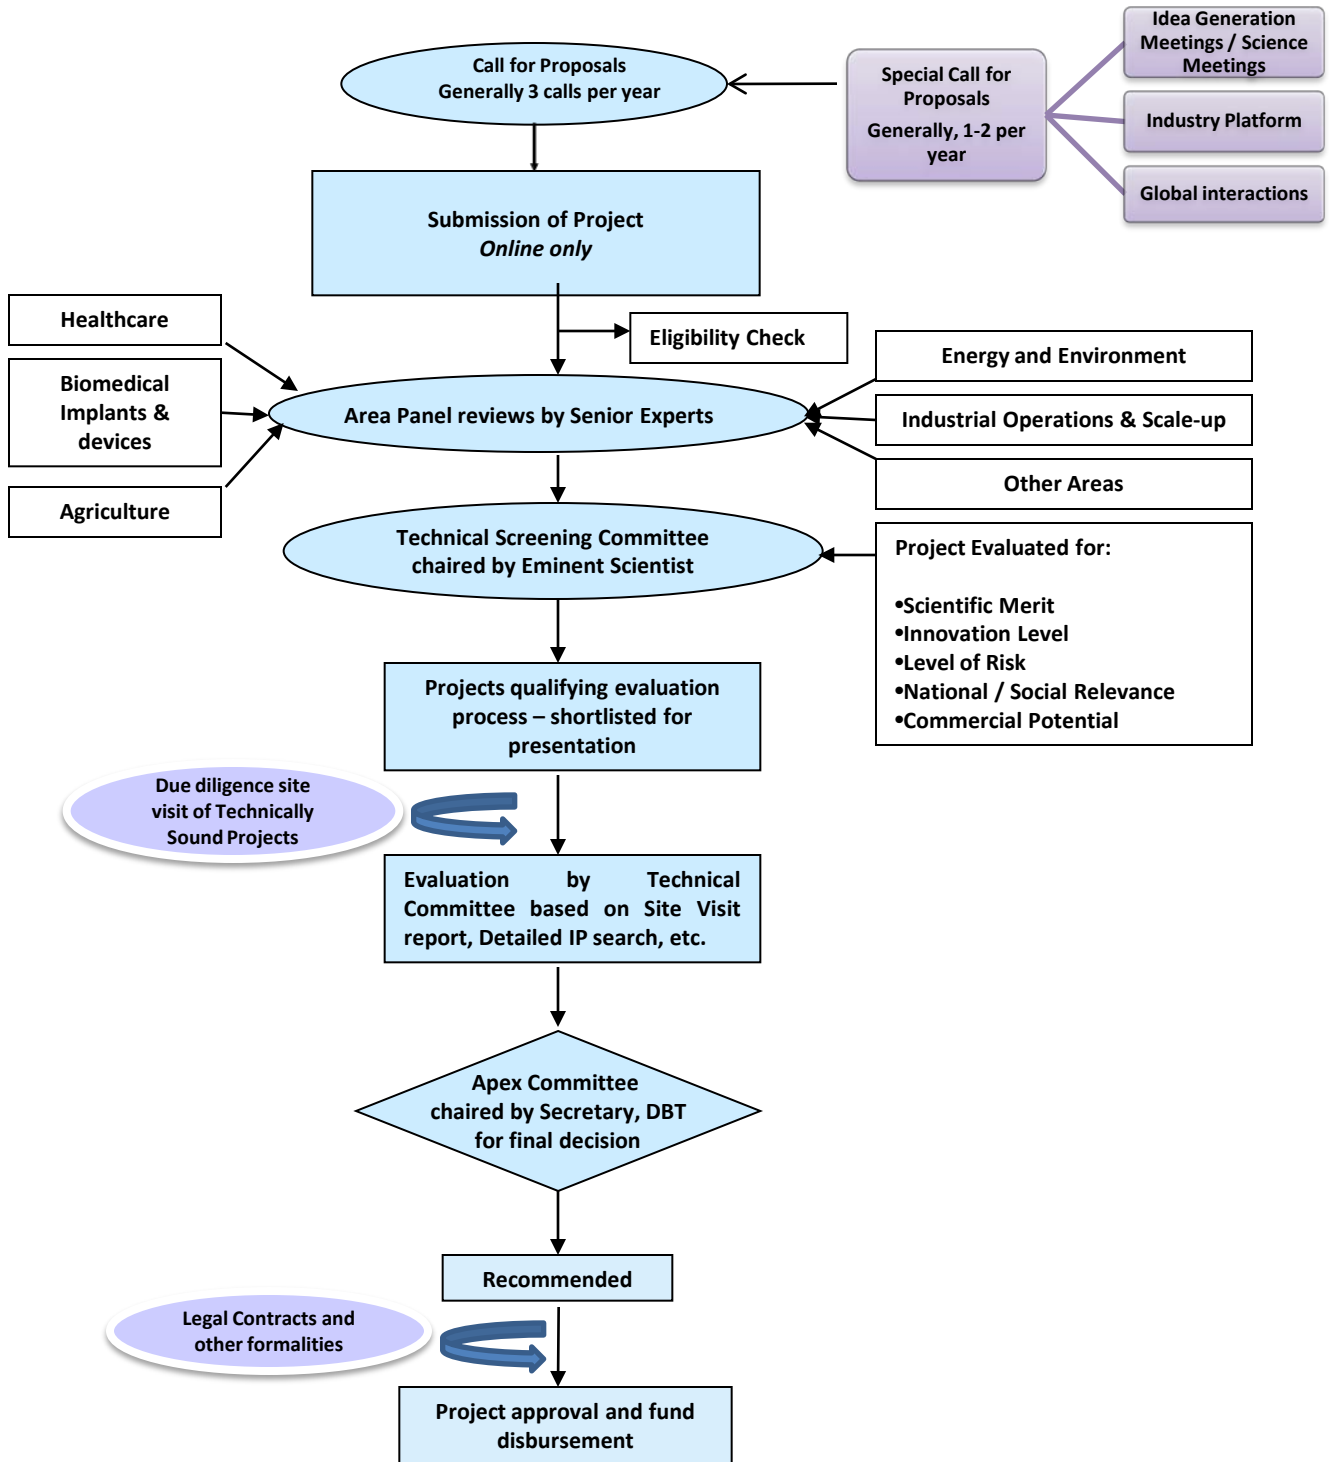 Call for Proposals
Generally 3 calls per year
Special Call for
Proposals
Generally, 1-2 per
year
Idea Generation
Meetings / Science
Meetings
Industry Platform
Global interactions
Submission of Project
Online only
Eligibility Check
Healthcare
Biomedical
Implants &
devices
Agriculture
Area Panel reviews by Senior Experts
Energy and Environment
Industrial Operations & Scale-up
Other Areas
Technical Screening Committee
chaired by Eminent Scientist
Project Evaluated for:
•Scientific Merit
•Innovation Level
•Level of Risk
•National / Social Relevance
•Commercial Potential
Projects qualifying evaluation
process – shortlisted for
presentation
Due diligence site
visit of Technically
Sound Projects
Evaluation by Technical
Committee based on Site Visit
report, Detailed IP search, etc.
Apex Committee
chaired by Secretary, DBT
for final decision
Recommended
Legal Contracts and
other formalities
Project approval and fund
disbursement